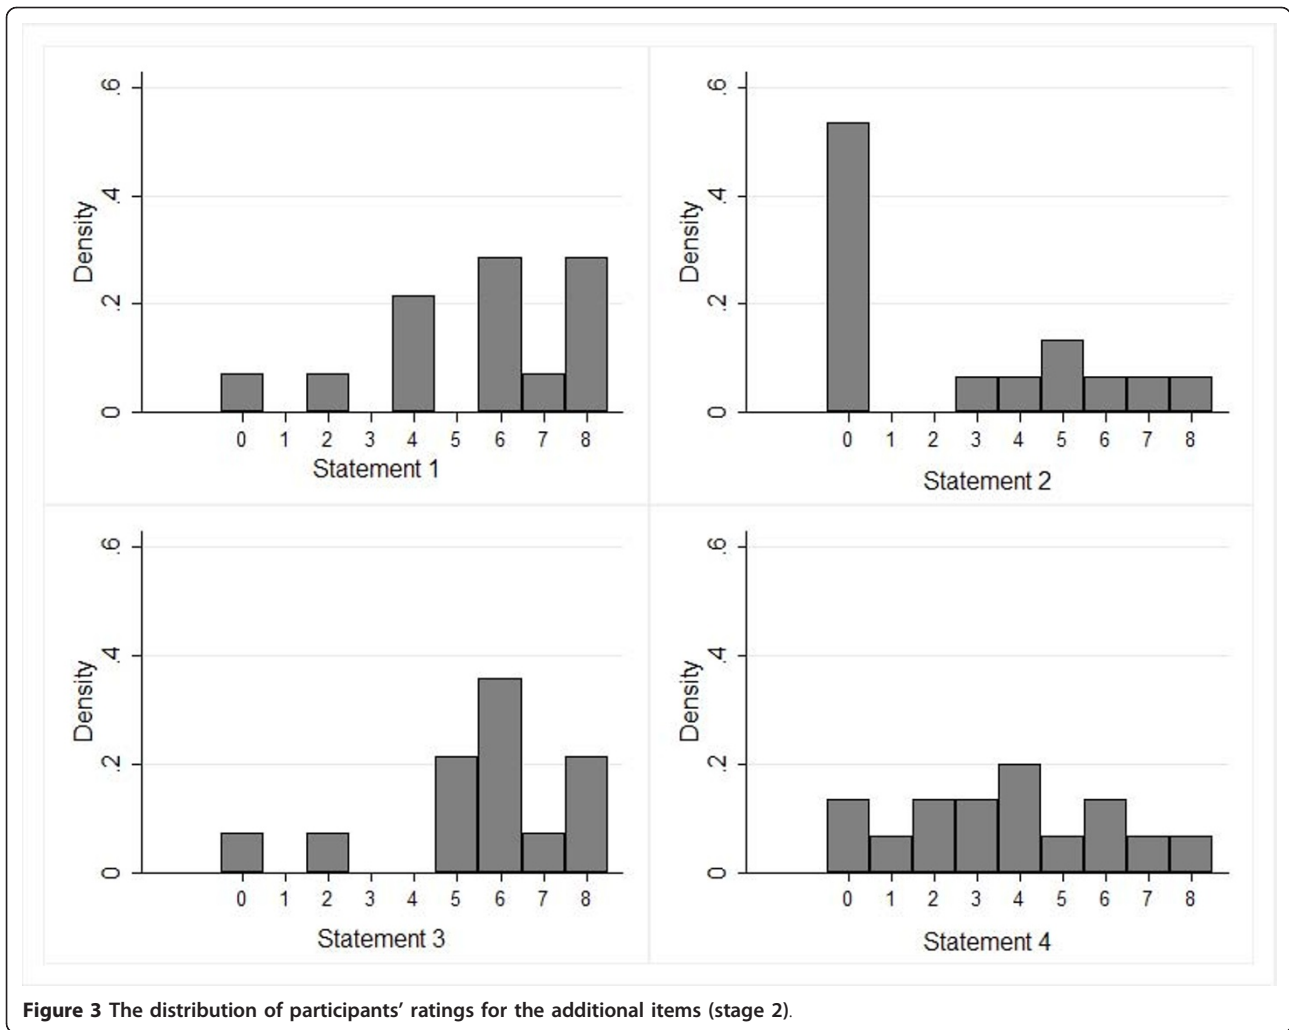 .6
.4
Density
.2
0
0 1 2 3 4 5 6 7 8
Statement 1
.6
.4
Density
.2
0
0 1 2 3 4 5 6 7 8
Statement 2
.6
.4
Density
.2
0
0 1 2 3 4 5 6 7 8
Statement 3
.6
.4
Density
.2
0
0 1 2 3 4 5 6 7 8
Statement 4
Figure 3 The distribution of participants’ ratings for the additional items (stage 2).